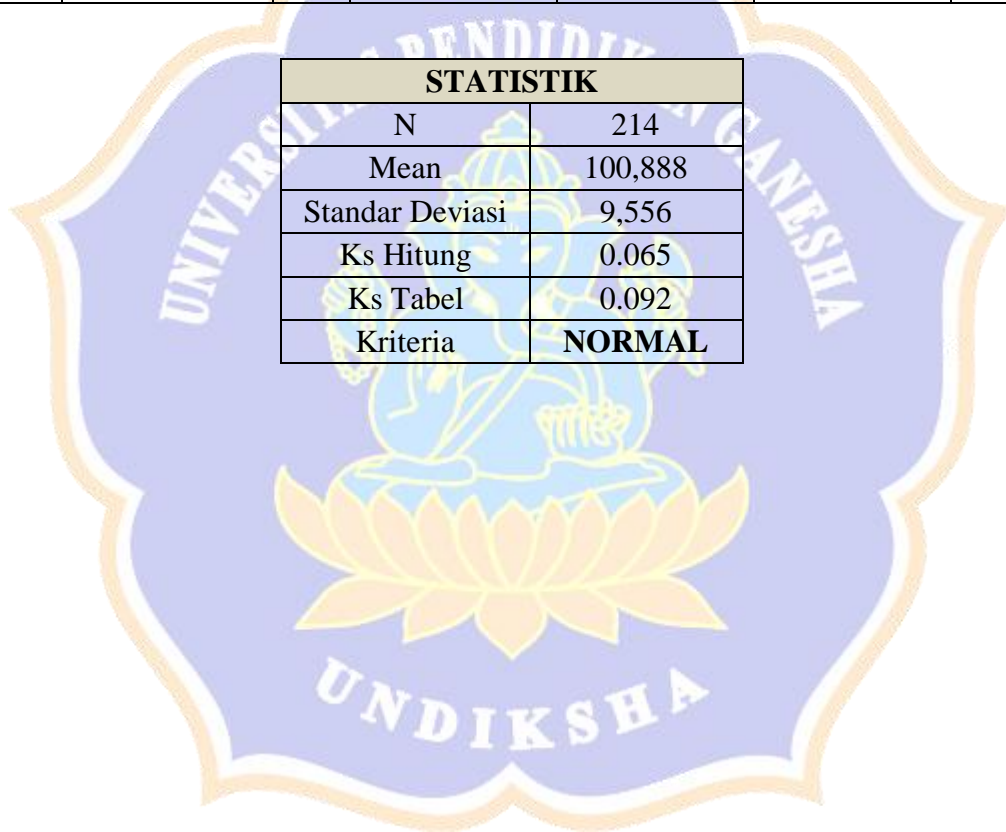 STATISTIK
N 214
Mean 100,888
Standar Deviasi 9,556
Ks Hitung 0.065
Ks Tabel 0.092
Kriteria NORMAL
UNIVERSITAS PENDIDIKAN GANESHA
UNDIKSHA